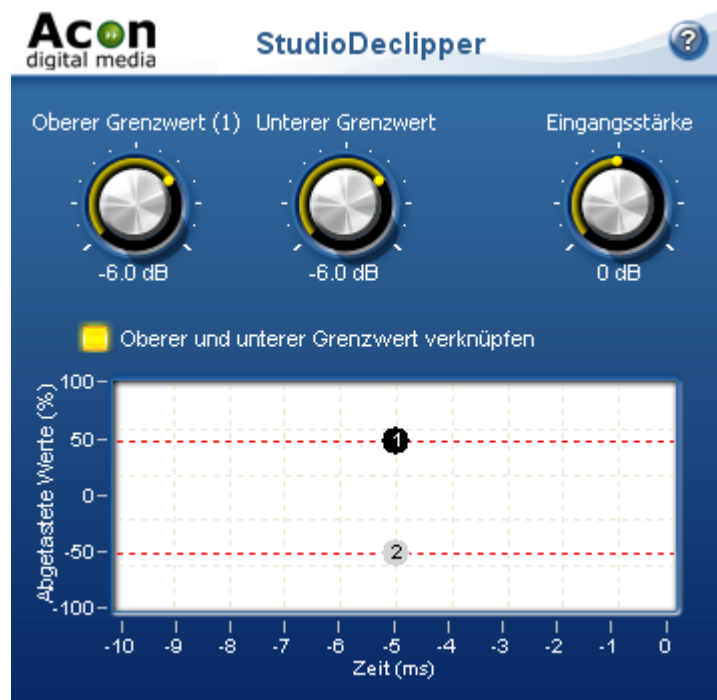 Acon
digital media
StudioDeclipper
?
Oberer Grenzwert (1) Unterer Grenzwert Eingangsstärke
-6.0 dB -6.0 dB 0 dB
Oberer und unterer Grenzwert verknüpfen
Abgetastete Werte (%)
100
50
0
-50
-100
1
2
-10 -9 -8 -7 -6 -5 -4 -3 -2 -1 0
Zeit (ms)